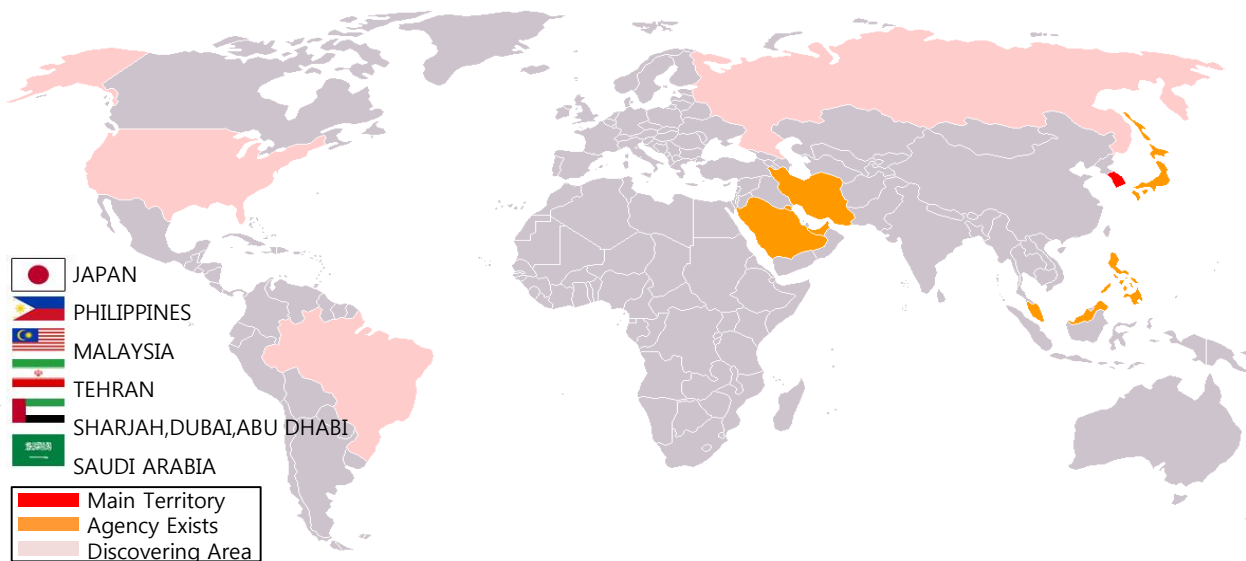 JAPAN
PHILIPPINES
MALAYSIA
TEHRAN
SHARJAH,DUBAI,ABU DHABI
SAUDI ARABIA
Main Territory
Agency Exists
Discovering Area